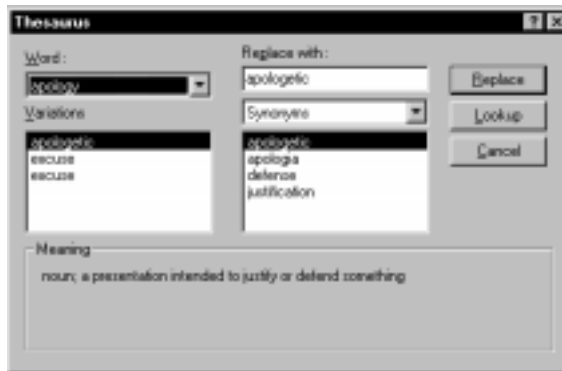 Thesaurus
Word:
apology
Variations
apologetic
excuse
excuse
Replace with:
apologetic
Synonyms
apologetic
apologia
defense
justification
Replace
Lookup
Cancel
Meaning
noun; a presentation intended to justify or defend something